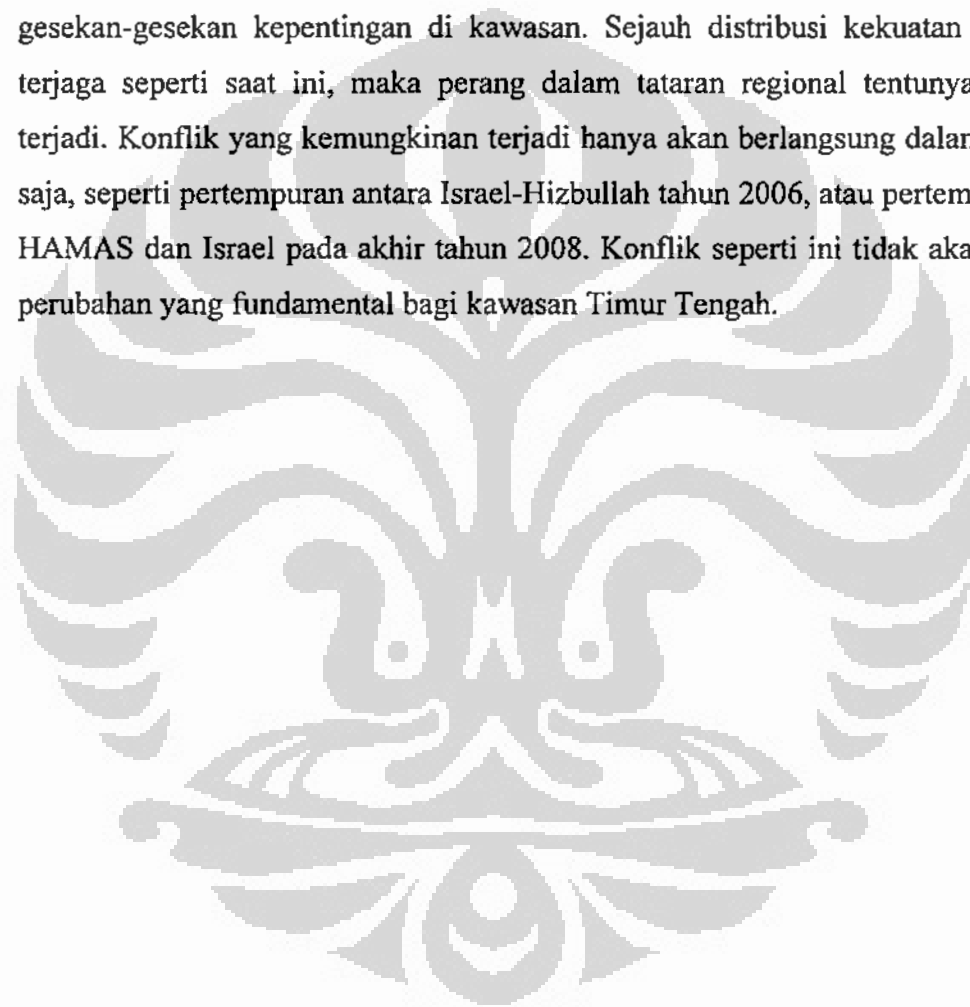 gesekan-gesekan kepentingan di kawasan. Sejauh distribusi kekuatan
terjaga seperti saat ini, maka perang dalam tataran regional tentunya
terjadi. Konflik yang kemungkinan terjadi hanya akan berlangsung dalam
saja, seperti pertempuran antara Israel-Hizbullah tahun 2006, atau pertem
HAMAS dan Israel pada akhir tahun 2008. Konflik seperti ini tidak aka
perubahan yang fundamental bagi kawasan Timur Tengah.